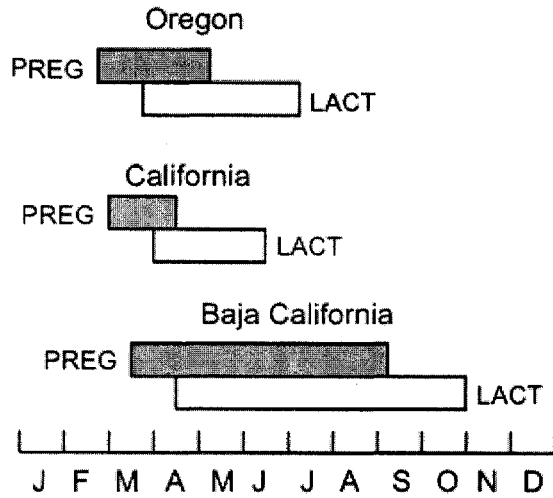 Oregon
PREG
LACT
California
PREG
LACT
Baja California
PREG
LACT
J F M A M J J A S O N D